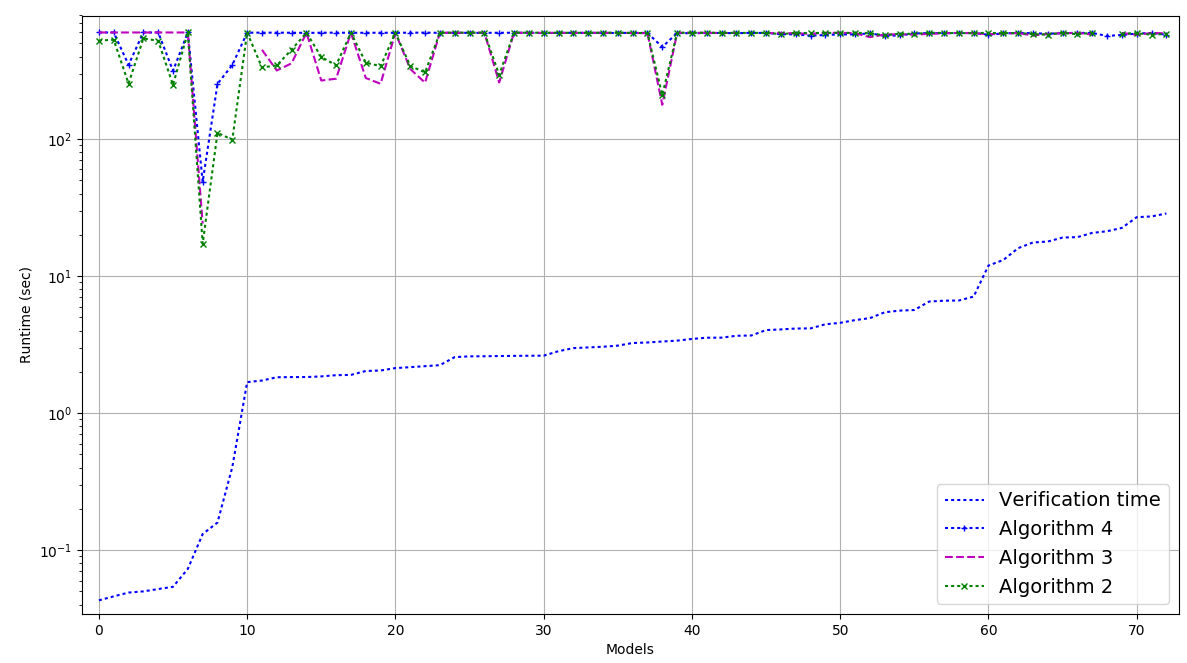 Runtime (sec)
10²
10¹
10⁰
10⁻¹
0 10 20 30 40 50 60 70
Models
Verification time
Algorithm 4
Algorithm 3
Algorithm 2